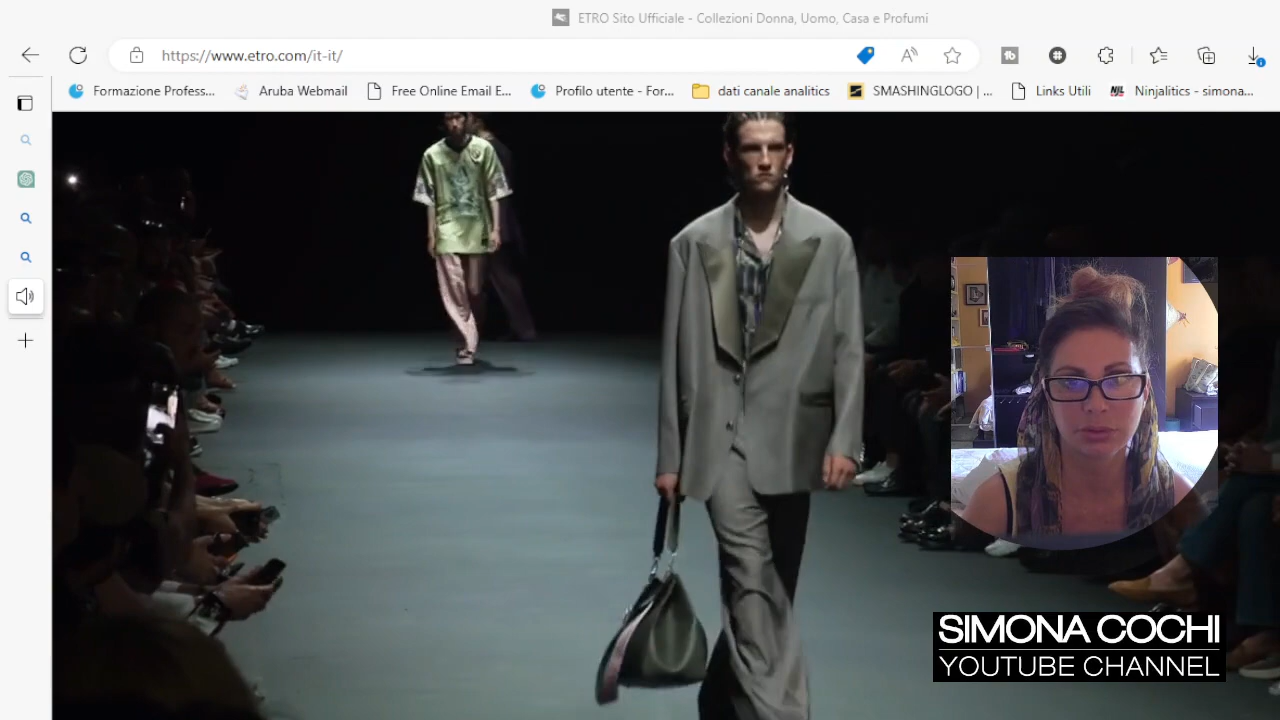 ETRO Sito Ufficiale - Collezioni Donna, Uomo, Casa e Profumi
https://www.etro.com/it-it/
Formazione Profess...
Aruba Webmail
Free Online Email E...
Profilo utente - For...
dati canale analitics
SMASHINGLOGO | ...
Links Utili
Ninjalitics - simona...
SIMONA COCHI
YOUTUBE CHANNEL